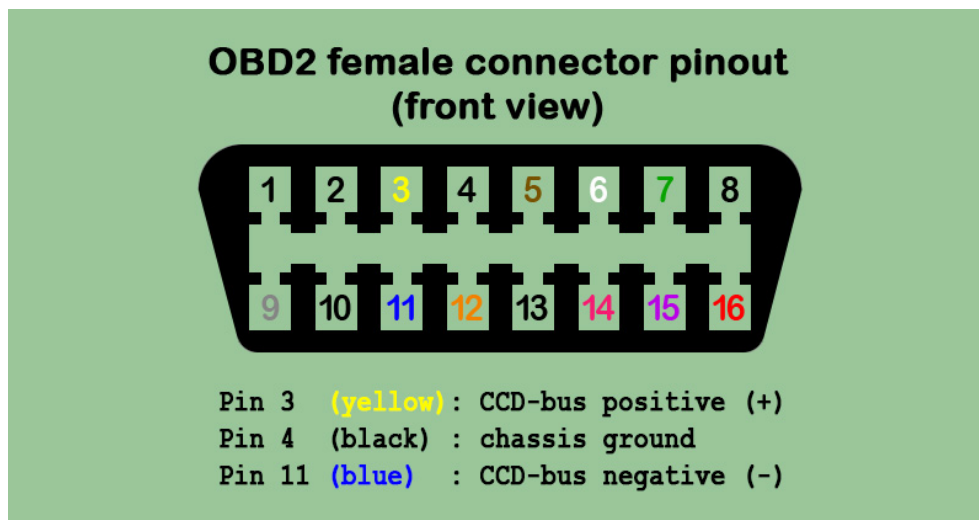 OBD2 female connector pinout
(front view)
1 2 3 4 5 6 7 8
9 10 11 12 13 14 15 16
Pin 3 (yellow): CCD-bus positive (+)
Pin 4 (black) : chassis ground
Pin 11 (blue) : CCD-bus negative (-)